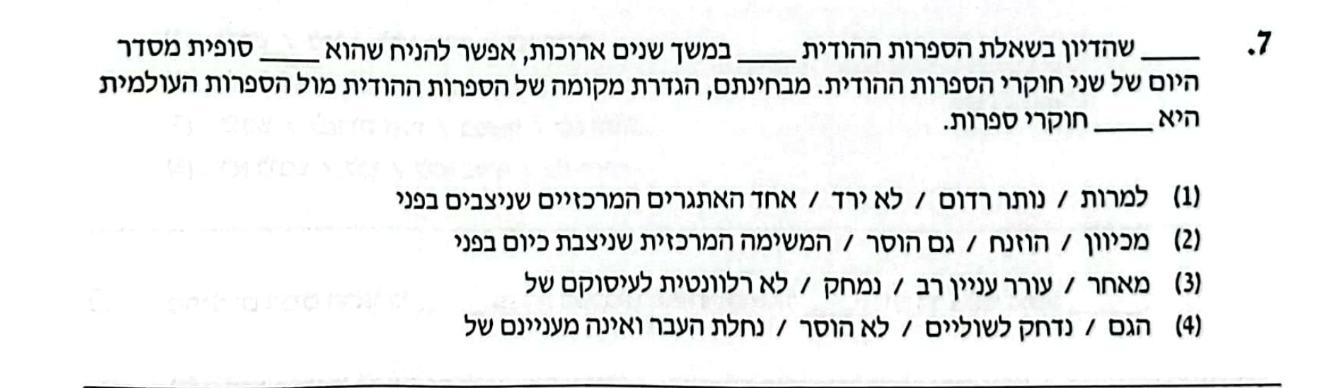 7. ____ שהדיון בשאלת הספרות ההודית ____ במשך שנים ארוכות, אפשר להניח שהוא ____ סופית מסדר
היום של שני חוקרי הספרות ההודית. מבחינתם, הגדרת מקומה של הספרות ההודית מול הספרות העולמית
היא ____ חוקרי ספרות.
(1) למרות / נותר רדום / לא ירד / אחד האתגרים המרכזיים שניצבים בפני
(2) מכיוון / הוזנח / גם הוסר / המשימה המרכזית שניצבת כיום בפני
(3) מאחר / עורר עניין רב / נמחק / לא רלוונטית לעיסוקם של
(4) הגם / נדחק לשוליים / לא הוסר / נחלת העבר ואינה מעניינם של